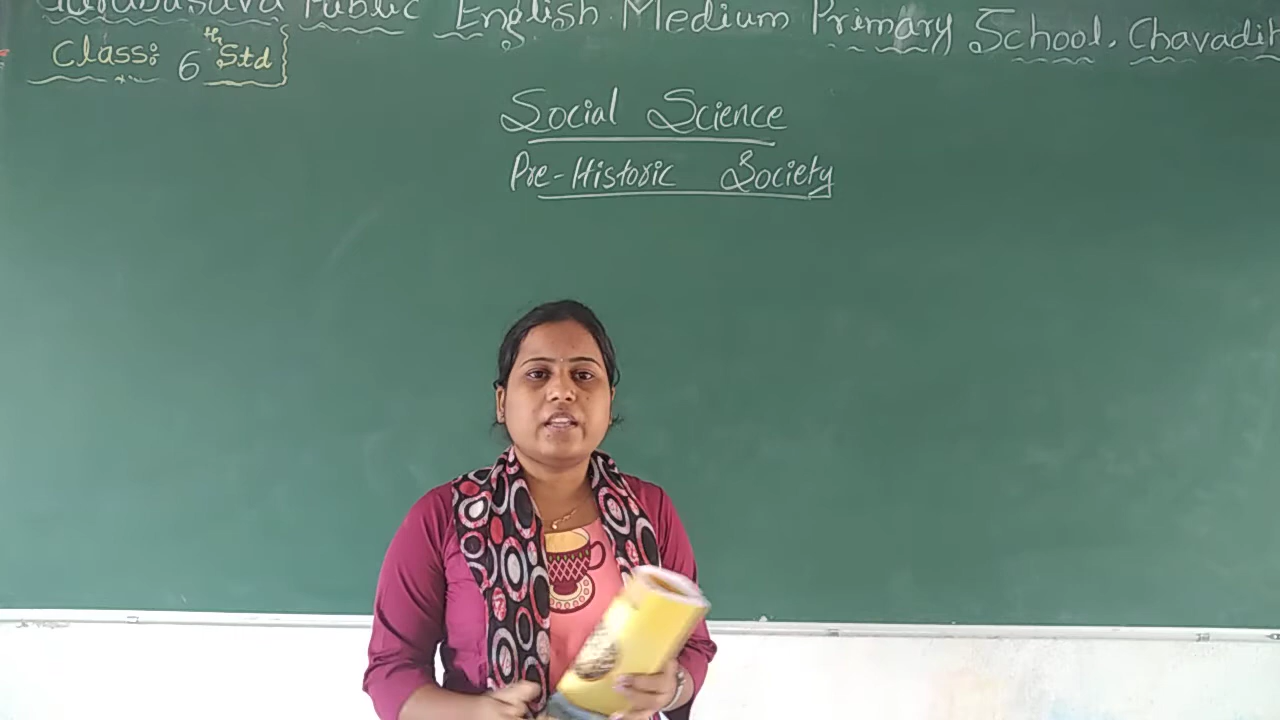 Public English Medium Primary School, Chavadih
Class: 6th Std
Social Science
Pre-Historic Society